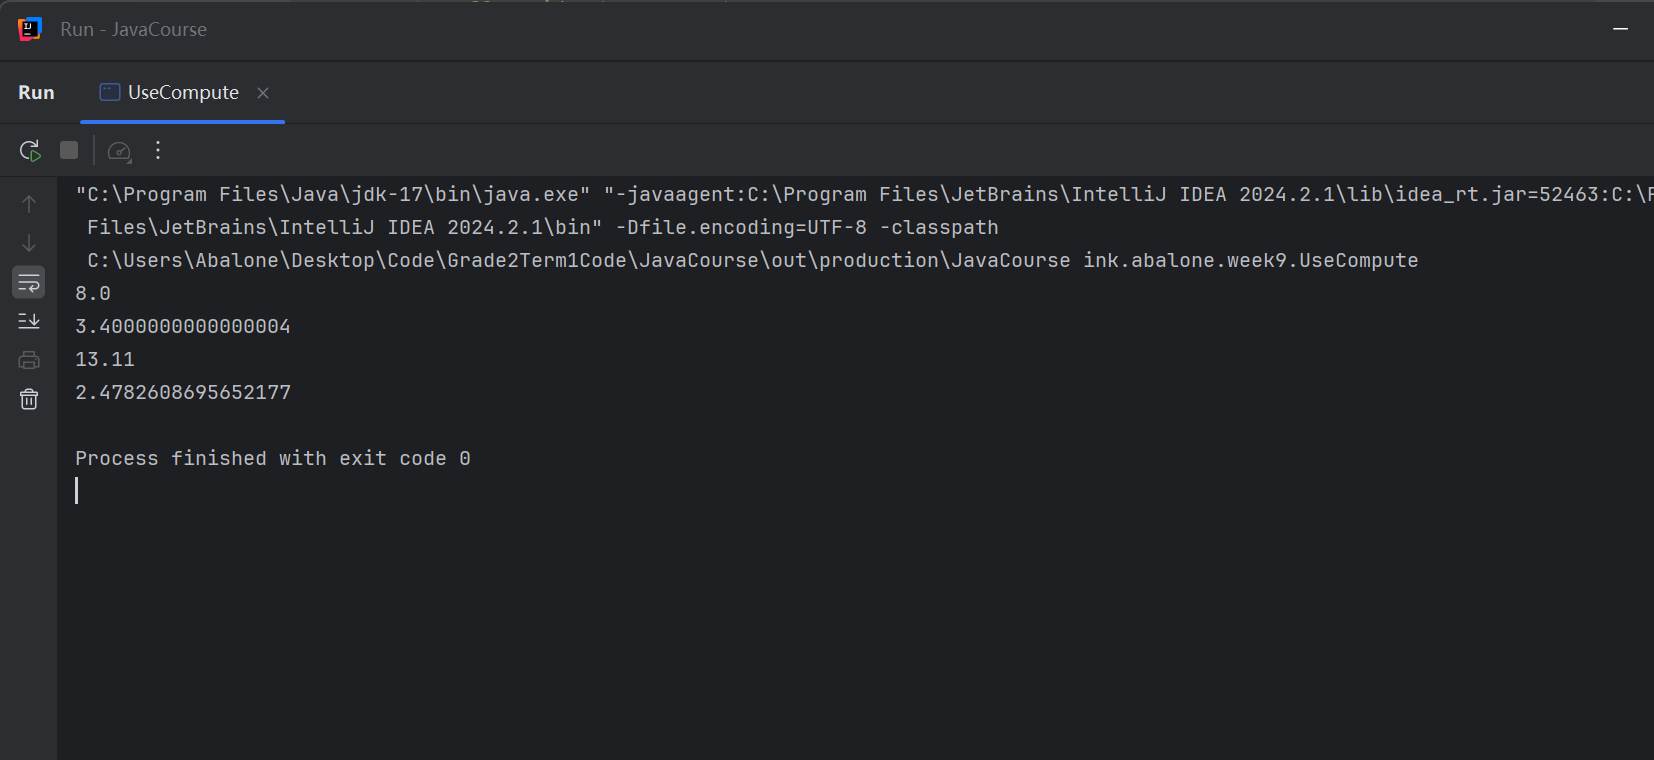 Run - JavaCourse
Run UseCompute
"C:\Program Files\Java\jdk-17\bin\java.exe" "-javaagent:C:\Program Files\JetBrains\IntelliJ IDEA 2024.2.1\lib\idea_rt.jar=52463:C:\
Files\JetBrains\IntelliJ IDEA 2024.2.1\bin" -Dfile.encoding=UTF-8 -classpath
C:\Users\Abalone\Desktop\Code\Grade2Term1Code\JavaCourse\out\production\JavaCourse ink.abalone.week9.UseCompute
8.0
3.4000000000000004
13.11
2.4782608695652177
Process finished with exit code 0